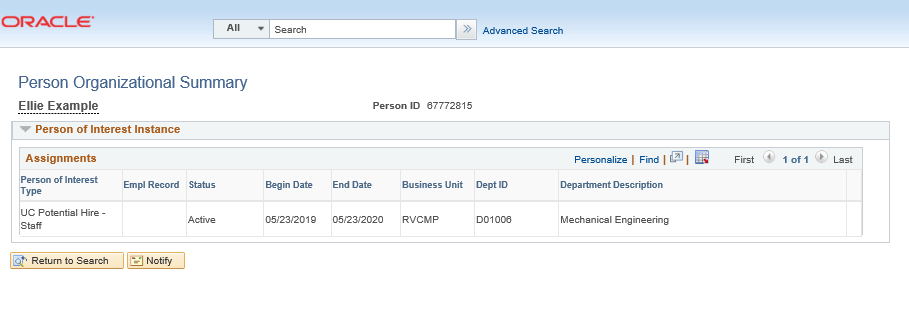 ORACLE®
All Search Advanced Search
Person Organizational Summary
Ellie Example Person ID 67772815
Person of Interest Instance
Assignments Personalize | Find | | First 1 of 1 Last
Person of Interest Type Empl Record Status Begin Date End Date Business Unit Dept ID Department Description
UC Potential Hire - Staff Active 05/23/2019 05/23/2020 RVCMP D01006 Mechanical Engineering
Return to Search Notify